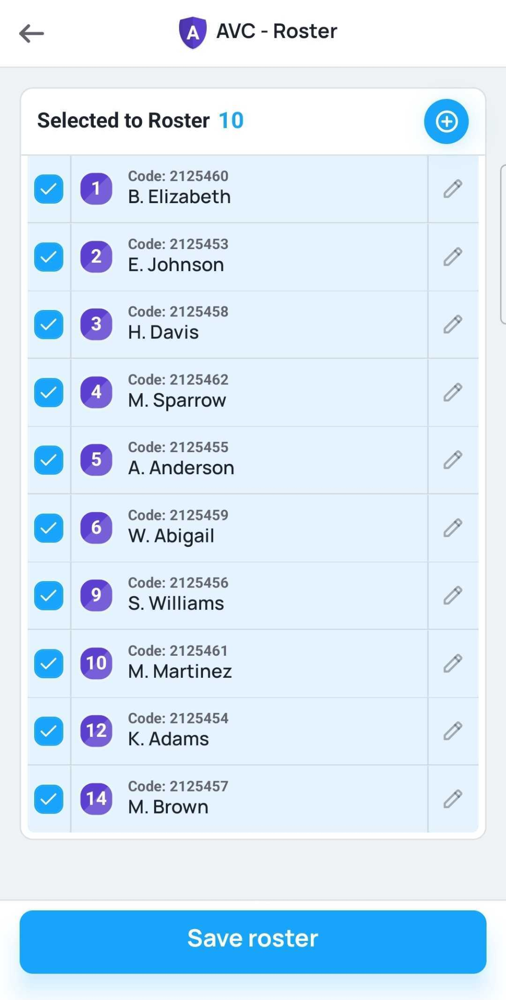 A AVC - Roster
Selected to Roster 10
1 Code: 2125460
B. Elizabeth
2 Code: 2125453
E. Johnson
3 Code: 2125458
H. Davis
4 Code: 2125462
M. Sparrow
5 Code: 2125455
A. Anderson
6 Code: 2125459
W. Abigail
9 Code: 2125456
S. Williams
10 Code: 2125461
M. Martinez
12 Code: 2125454
K. Adams
14 Code: 2125457
M. Brown
Save roster